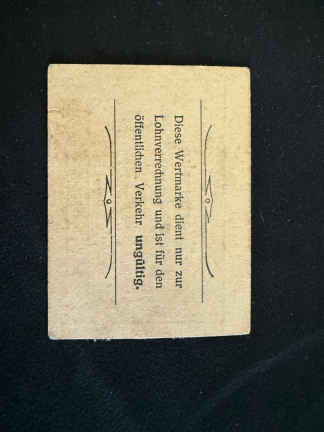 Diese Wertmarke dient nur zur
Lohnverrechnung und ist für den
öffentlichen Verkehr ungültig.